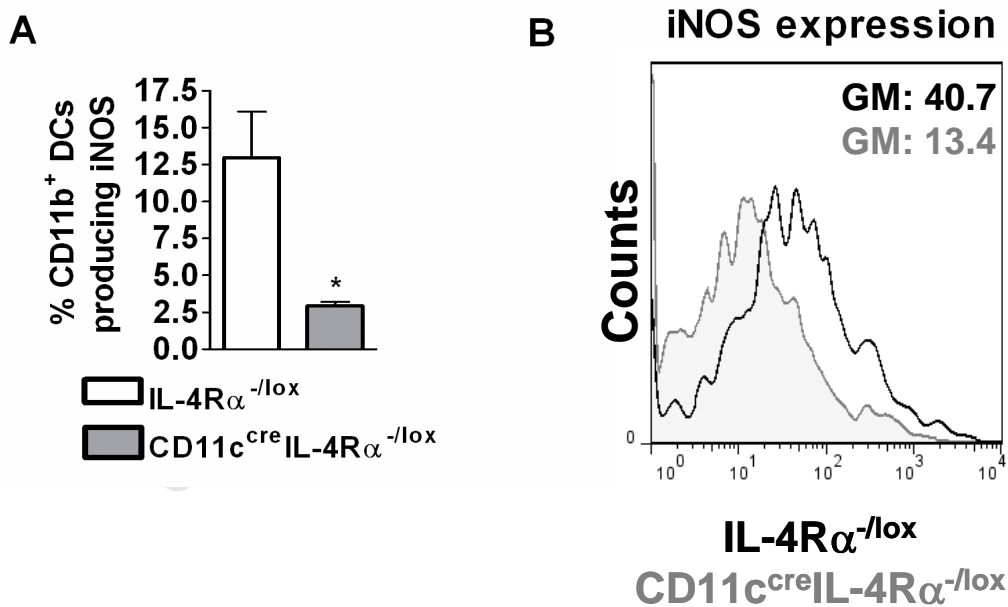 A
% CD11b⁺ DCs
producing iNOS
17.5
15.0
12.5
10.0
7.5
5.0
2.5
0.0
*
IL-4Rα⁻/ˡᵒˣ
CD11cᶜʳᵉIL-4Rα⁻/ˡᵒˣ
B
iNOS expression
GM: 40.7
GM: 13.4
Counts
0
10⁰ 10¹ 10² 10³ 10⁴
IL-4Rα⁻/ˡᵒˣ
CD11cᶜʳᵉIL-4Rα⁻/ˡᵒˣ